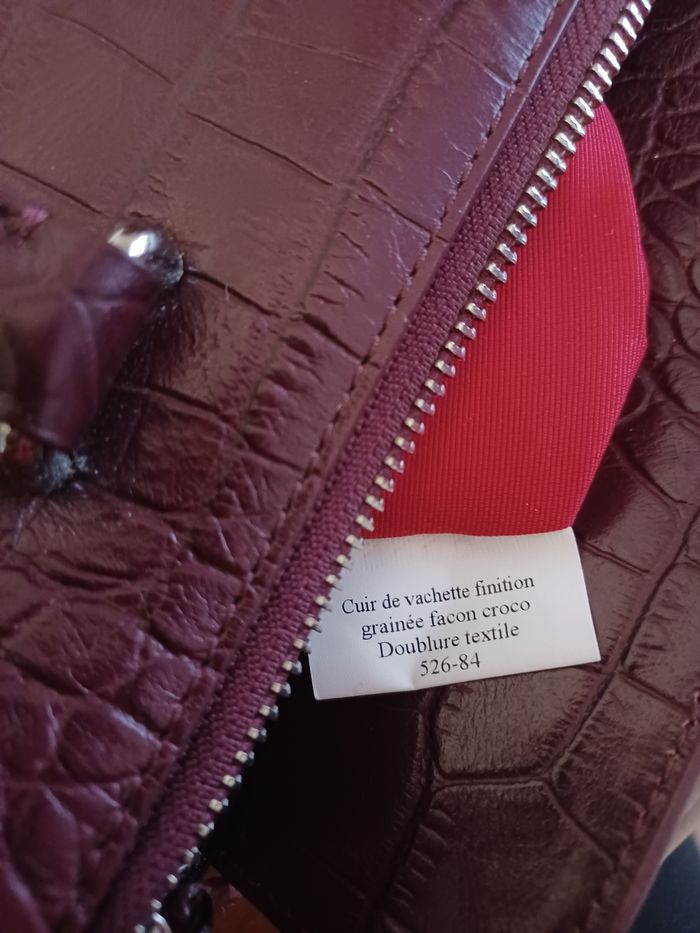 Cuir de vachette finition
grainée facon croco
Doublure textile
526-84